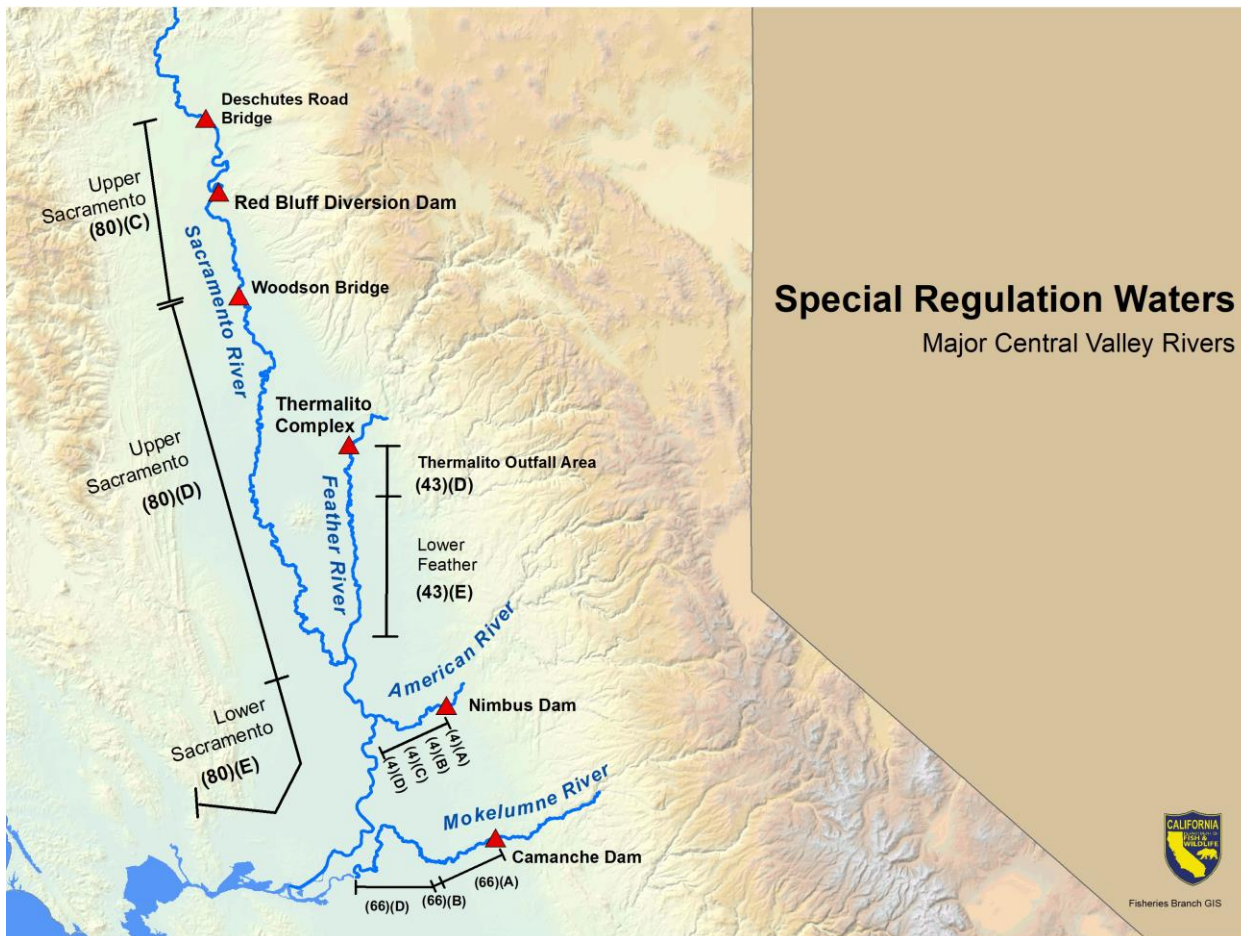 Deschutes Road
Bridge
Upper
Sacramento
(80)(C)
Red Bluff Diversion Dam
Sacramento River
Woodson Bridge
Special Regulation Waters
Major Central Valley Rivers
Thermalito
Complex
Upper
Sacramento
(80)(D)
Feather River
Thermalito Outfall Area
(43)(D)
Lower
Feather
(43)(E)
American River
Nimbus Dam
Lower
Sacramento
(80)(E)
(4)(A)
(4)(B)
(4)(C)
(4)(D)
Mokelumne River
Camanche Dam
(66)(A)
(66)(B)
(66)(D)
CALIFORNIA
FISH &
WILDLIFE
Fisheries Branch GIS